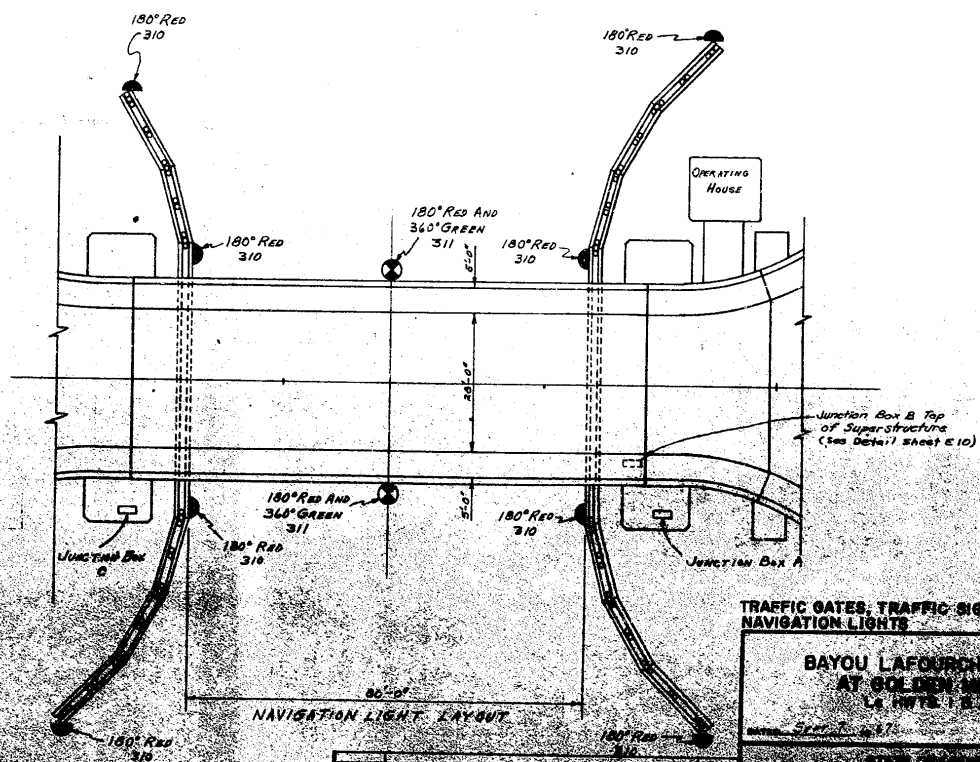 180° RED
310
180° RED
310
OPERATING
HOUSE
180° RED AND
360° GREEN
311
180° RED
310
180° RED
310
6'-0"
28'-0"
Junction Box B Top
of Superstructure
(See Detail Sheet E10)
180° RED AND
360° GREEN
311
5'-0"
180° RED
310
180° RED
310
JUNCTION BOX
C
JUNCTION BOX A
TRAFFIC GATES, TRAFFIC
NAVIGATION LIGHTS
BAYOU LAFOURCHE
AT GOLDEN
80'-0"
NAVIGATION LIGHT LAYOUT
180° RED
310
180° RED
310